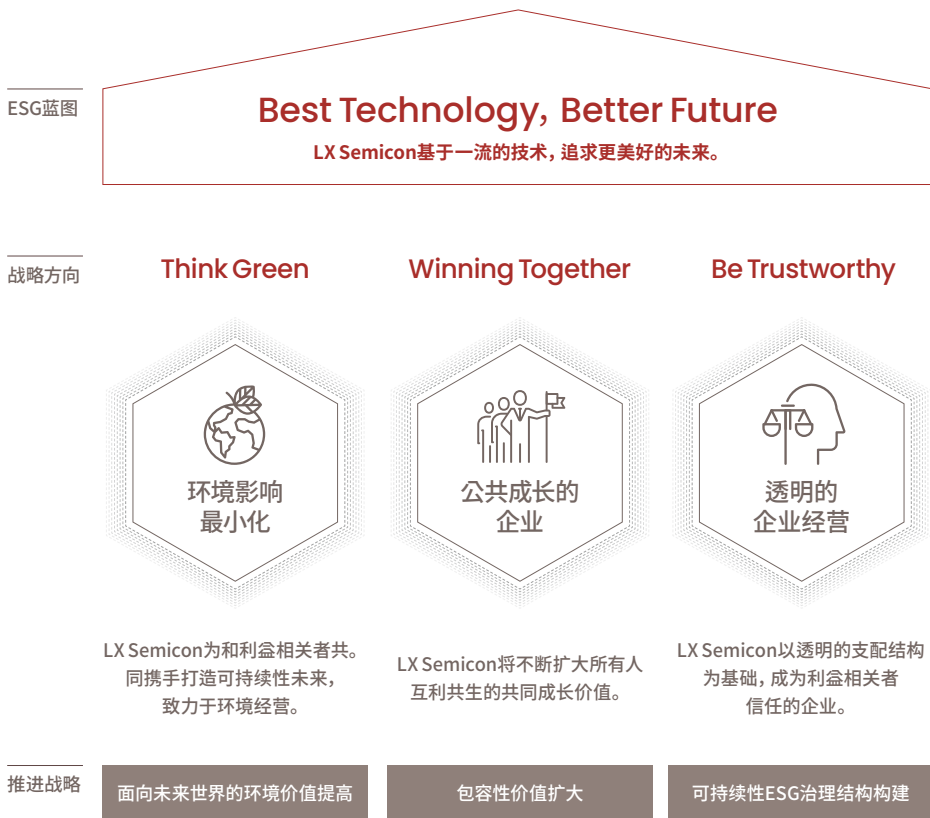 ESG蓝图
Best Technology, Better Future
LX Semicon基于一流的技术, 追求更美好的未来。
战略方向
Think Green
Winning Together
Be Trustworthy
环境影响
最小化
公共成长的
企业
透明的
企业经营
LX Semicon为和利益相关者共。
同携手打造可持续性未来,
致力于环境经营。
LX Semicon将不断扩大所有人
互利共生的共同成长价值。
LX Semicon以透明的支配结构
为基础, 成为利益相关者
信任的企业。
推进战略
面向未来世界的环境价值提高
包容性价值扩大
可持续性ESG治理结构构建